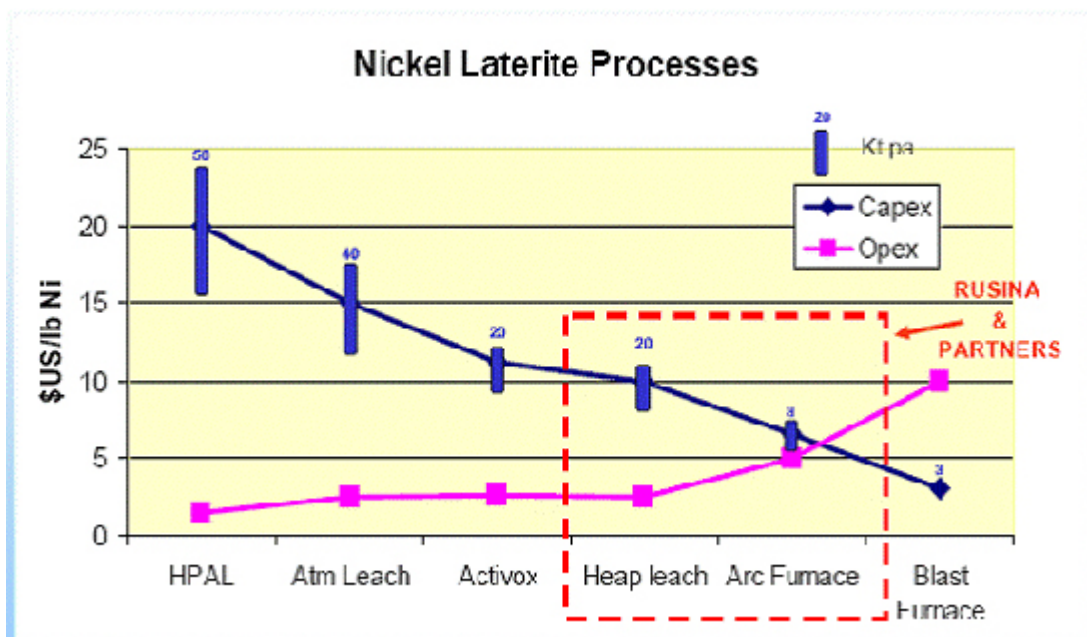 Nickel Laterite Processes
20
Kt pa
25
20
15
10
5
0
$US/lb Ni
50
40
20
20
8
3
Capex
Opex
RUSINA
&
PARTNERS
HPAL
Atm Leach
Activox
Heap leach
Arc Furnace
Blast
Furnace